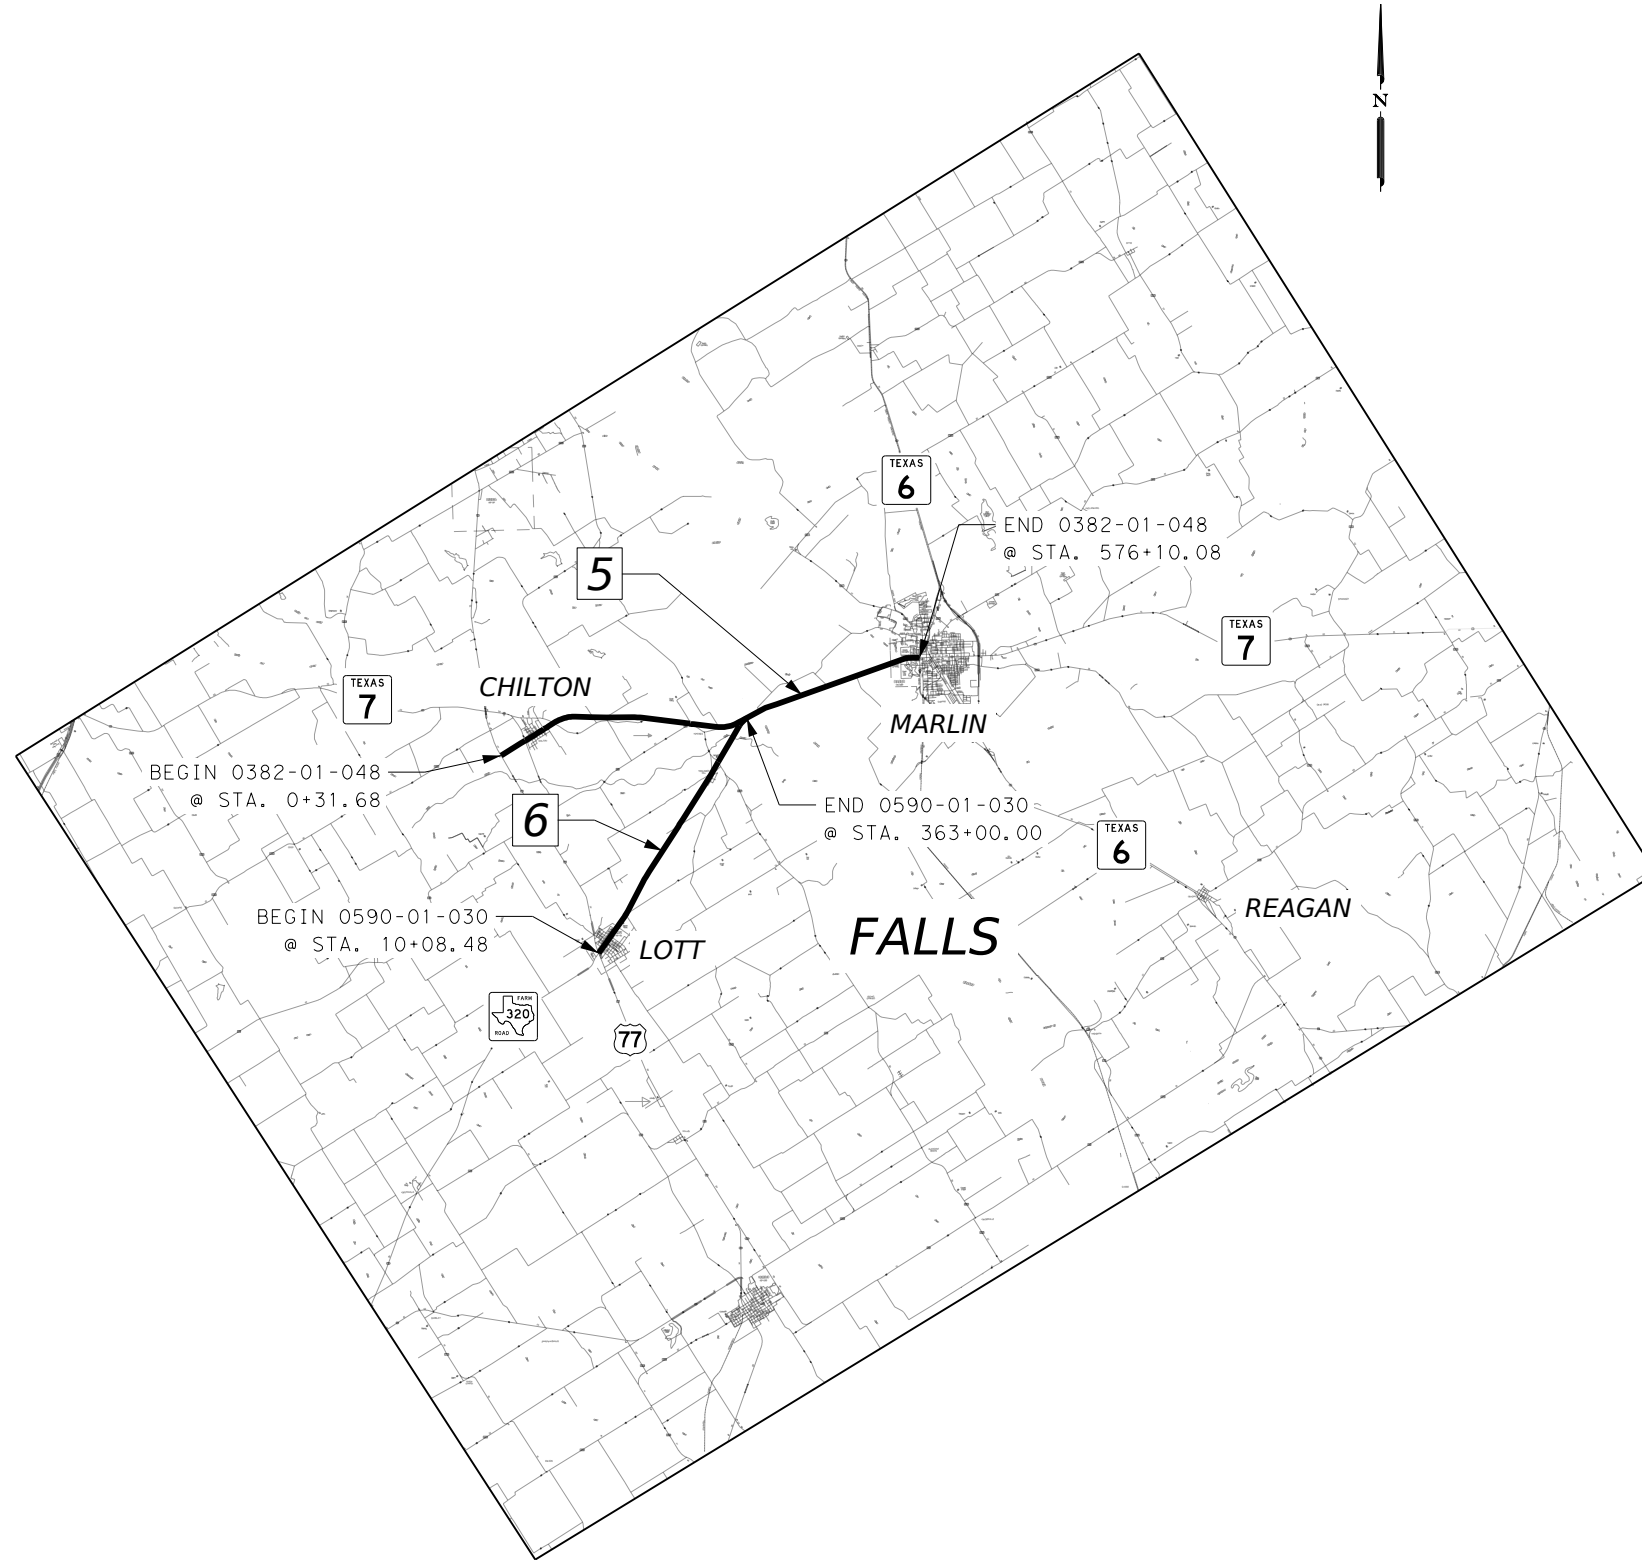 N
TEXAS
6
END 0382-01-048
@ STA. 576+10.08
5
TEXAS
7
TEXAS
7
CHILTON
MARLIN
BEGIN 0382-01-048
@ STA. 0+31.68
6
END 0590-01-030
@ STA. 363+00.00
TEXAS
6
REAGAN
BEGIN 0590-01-030
@ STA. 10+08.48
LOTT
FALLS
FARM
320
ROAD
77